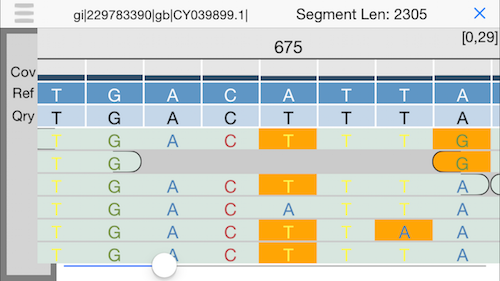 gi|229783390|gb|CY039899.1| Segment Len: 2305
[0,29]
675
Cov
Ref T G A C A T T A
Qry T G A C T T T A
T G A C T T T G
T G G
T G A C T T T A
T G A C A T T A
T G A C T T A A
T G A C T T T A